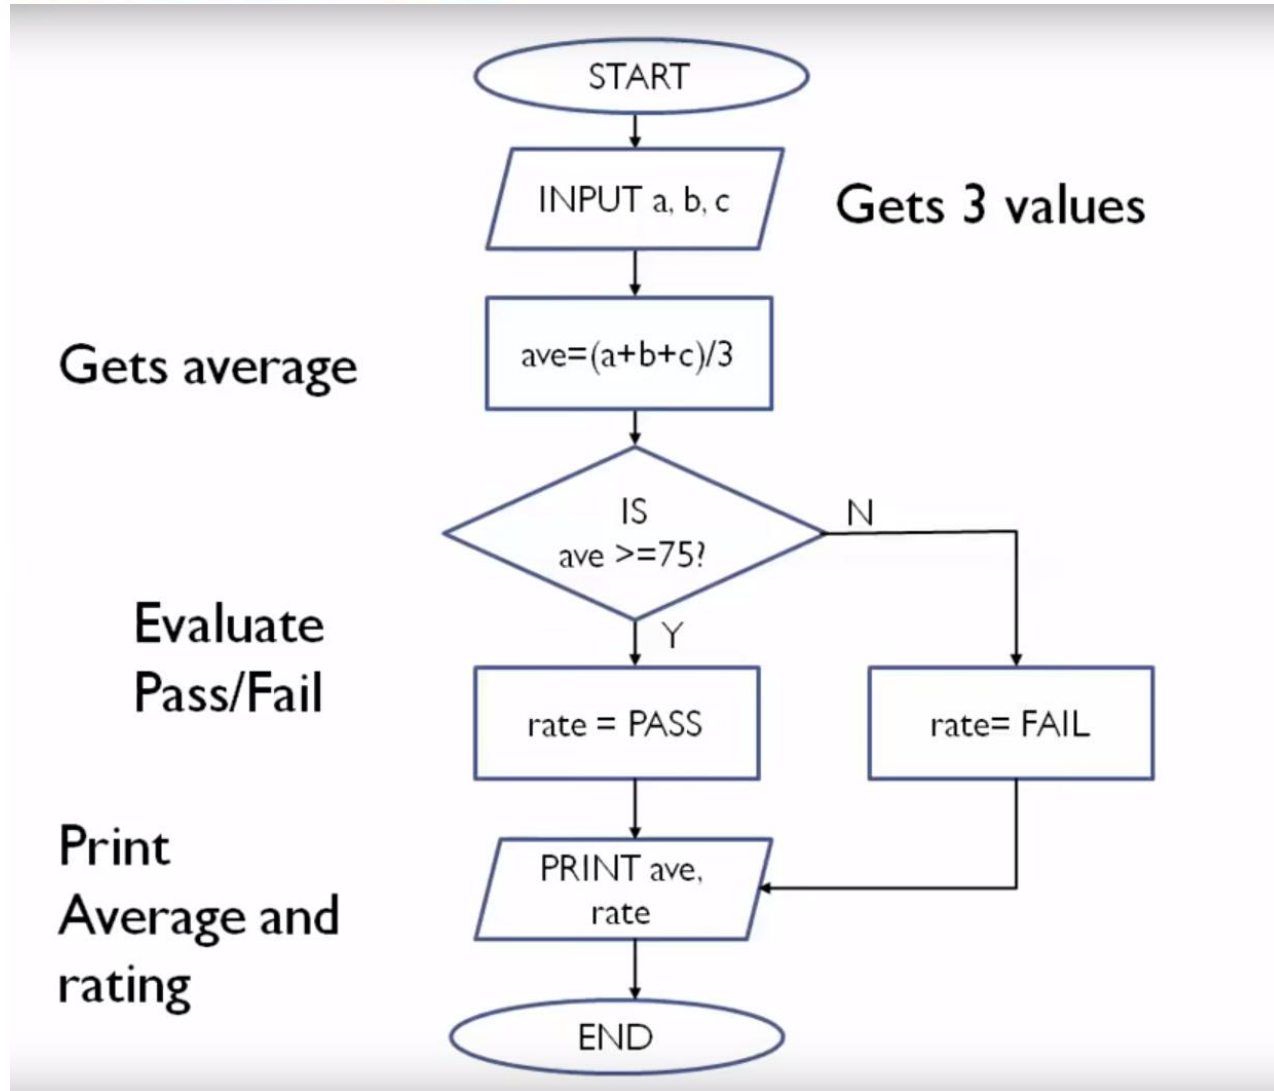 START
INPUT a, b, c
Gets 3 values
Gets average
ave=(a+b+c)/3
IS
ave >=75?
N
Y
Evaluate
Pass/Fail
rate = PASS
rate= FAIL
Print
Average and
rating
PRINT ave,
rate
END